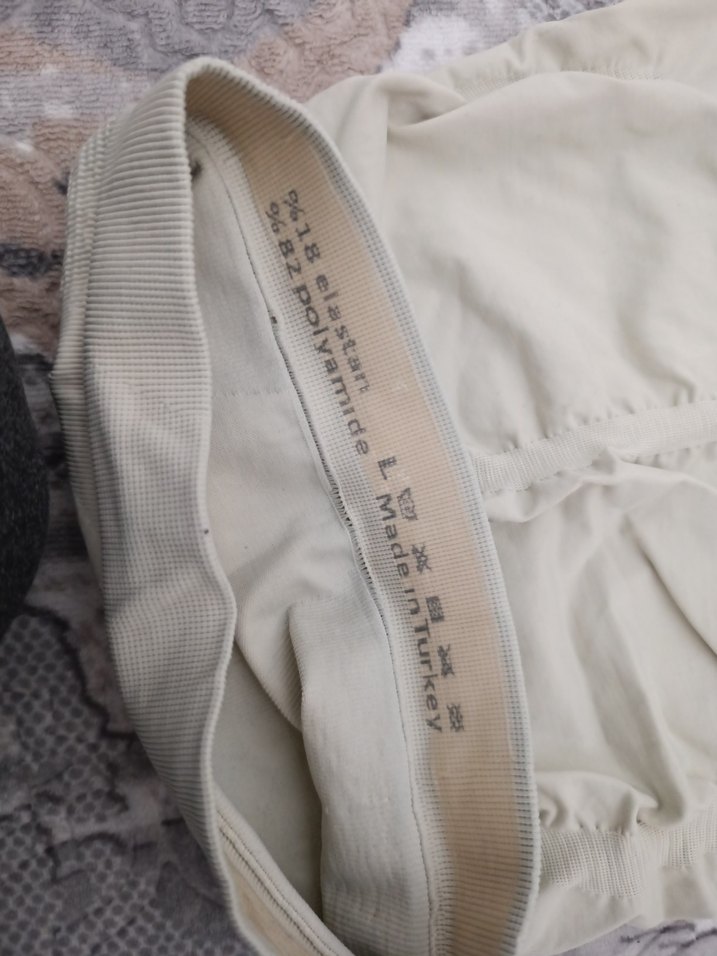 %18 elastan L
%82 polyamide Made in Turkey